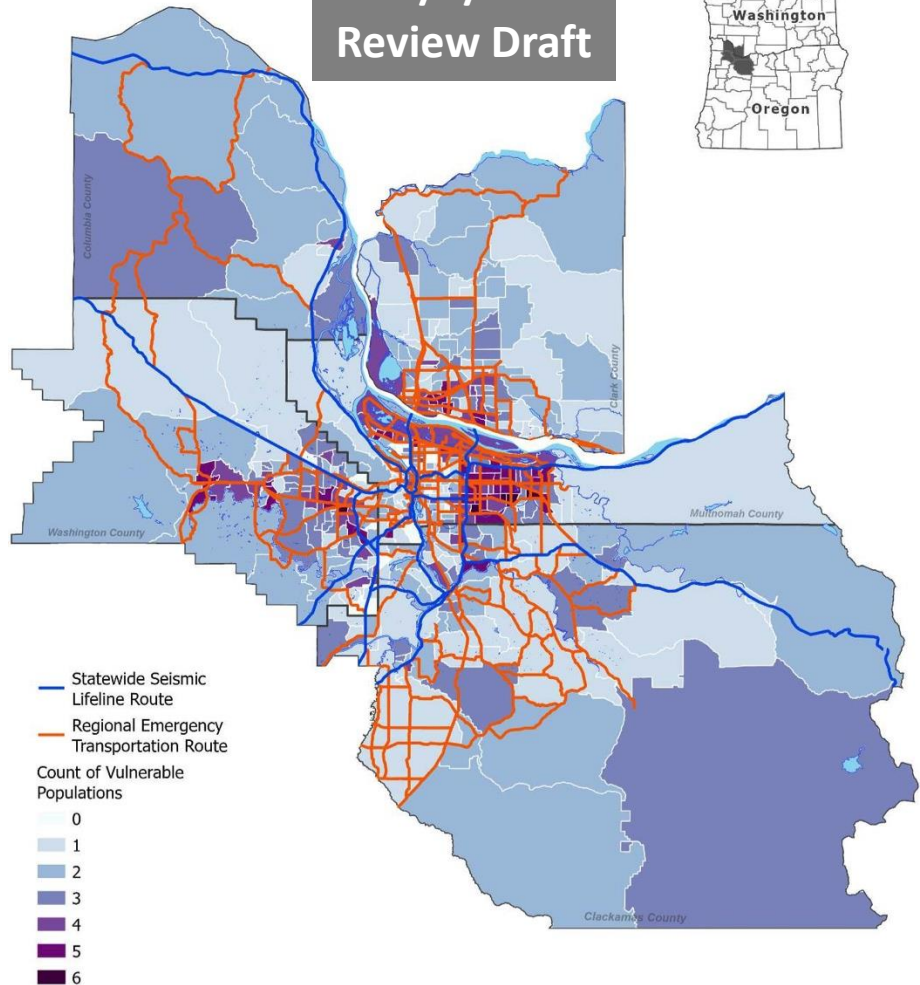 Review Draft
Washington
Oregon
Columbia County
Clark County
Multnomah County
Washington County
Statewide Seismic
Lifeline Route
Regional Emergency
Transportation Route
Count of Vulnerable
Populations
0
1
2
3
4
5
6
Clackamas County